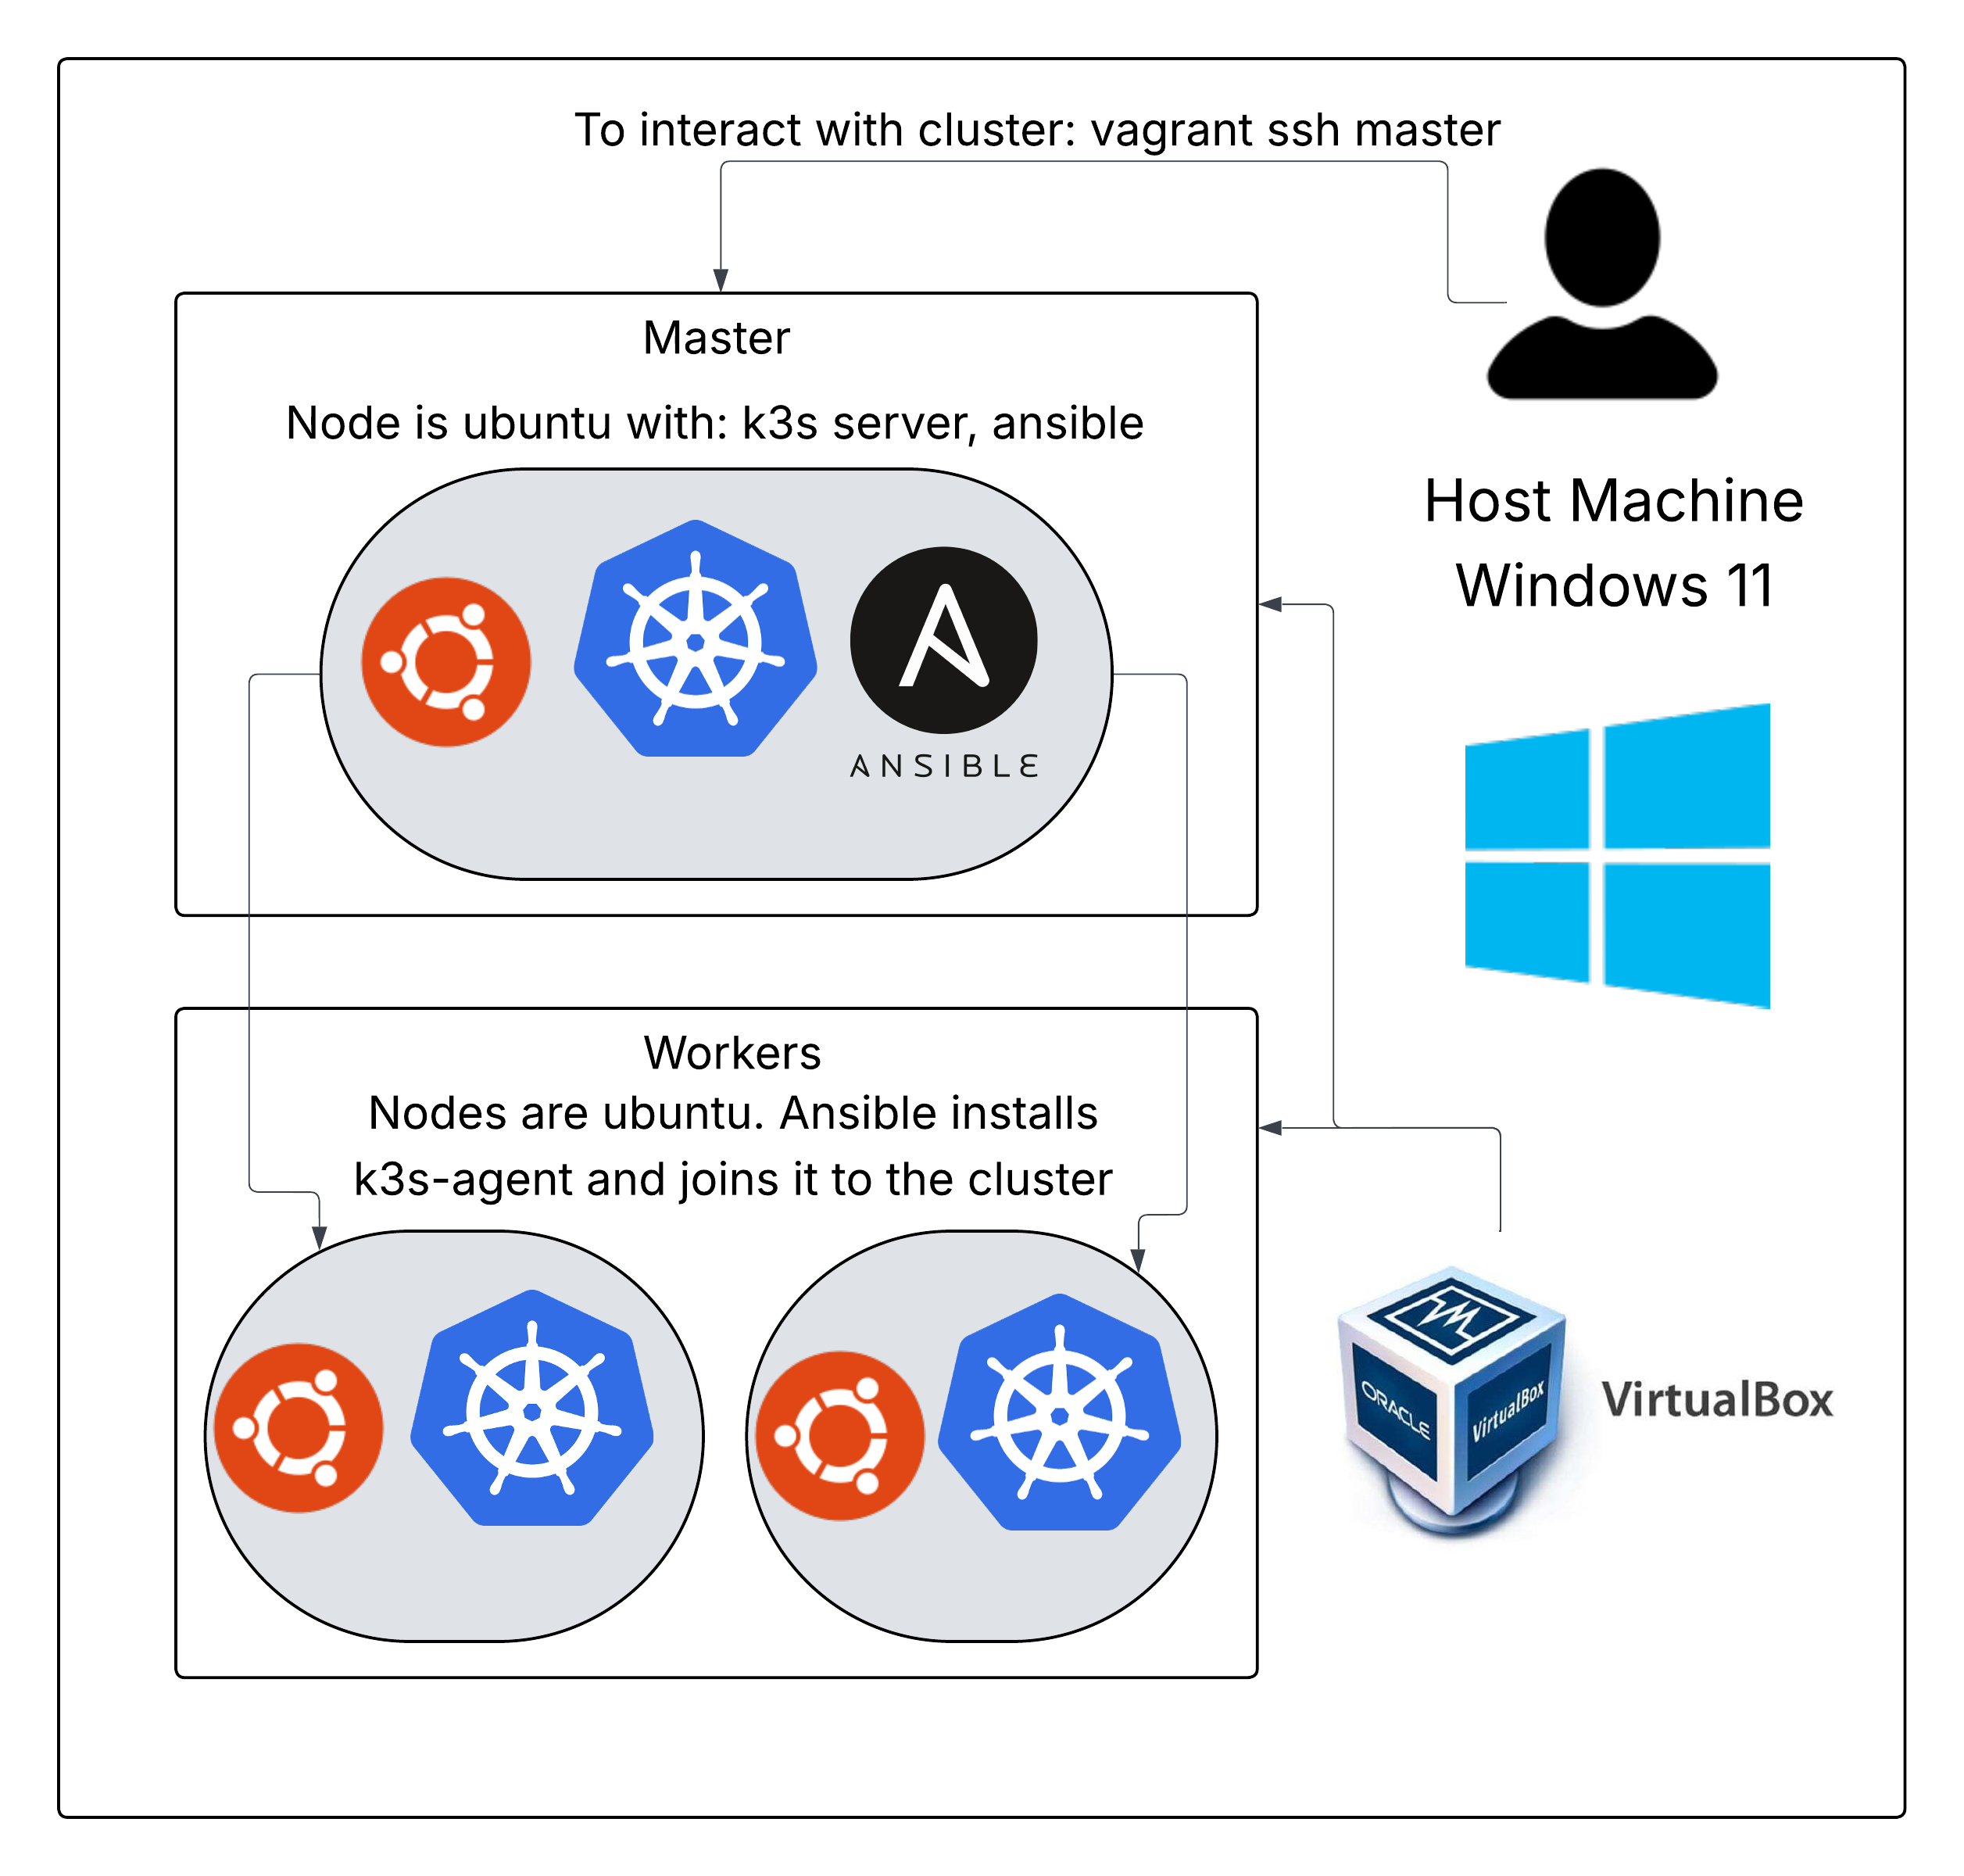 To interact with cluster: vagrant ssh master
Master
Node is ubuntu with: k3s server, ansible
ANSIBLE
Host Machine
Windows 11
Workers
Nodes are ubuntu. Ansible installs
k3s-agent and joins it to the cluster
ORACLE
VirtualBox
VirtualBox